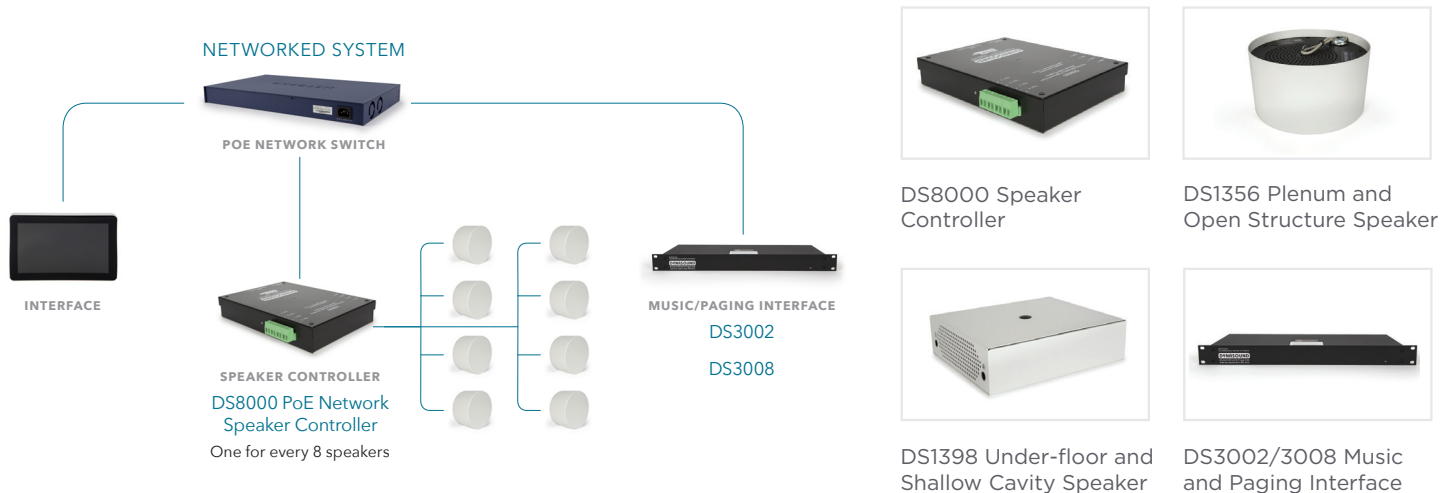 NETWORKED SYSTEM
POE NETWORK SWITCH
INTERFACE
SPEAKER CONTROLLER
DS8000 PoE Network
Speaker Controller
One for every 8 speakers
DYNASOUND
MUSIC/PAGING INTERFACE
DS3002
DS3008
DS8000 Speaker
Controller
DS1356 Plenum and
Open Structure Speaker
DS1398 Under-floor and
Shallow Cavity Speaker
DYNASOUND
DS3002/3008 Music
and Paging Interface